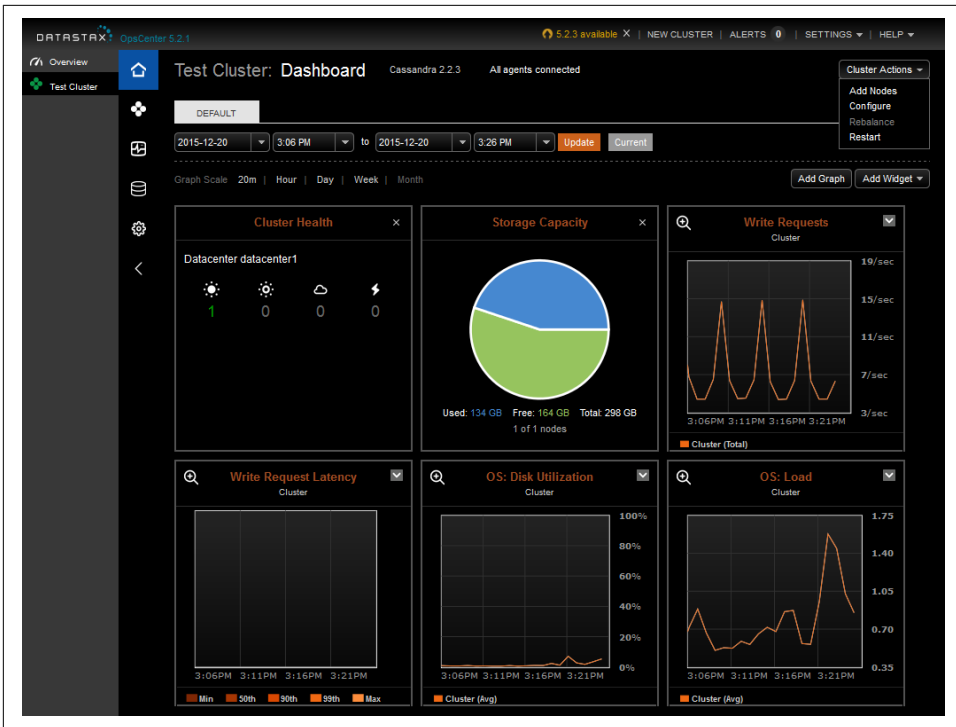 DATASTAX OpsCenter 5.2.1 5.2.3 available X | NEW CLUSTER | ALERTS 0 | SETTINGS | HELP
Overview
Test Cluster
Test Cluster: Dashboard Cassandra 2.2.3 All agents connected Cluster Actions
Add Nodes
Configure
Rebalance
Restart
DEFAULT
2015-12-20 3:06 PM to 2015-12-20 3:26 PM Update Current
Graph Scale 20m | Hour | Day | Week | Month Add Graph Add Widget
Cluster Health
Datacenter datacenter1
1 0 0 0
Storage Capacity
Used: 134 GB Free: 164 GB Total: 298 GB
1 of 1 nodes
Write Requests
Cluster
19/sec
15/sec
11/sec
7/sec
3/sec
3:06PM 3:11PM 3:16PM 3:21PM
Cluster (Total)
Write Request Latency
Cluster
3:06PM 3:11PM 3:16PM 3:21PM
Min 50th 90th 99th Max
OS: Disk Utilization
Cluster
100%
80%
60%
40%
20%
0%
3:06PM 3:11PM 3:16PM 3:21PM
Cluster (Avg)
OS: Load
Cluster
1.75
1.40
1.05
0.70
0.35
3:06PM 3:11PM 3:16PM 3:21PM
Cluster (Avg)